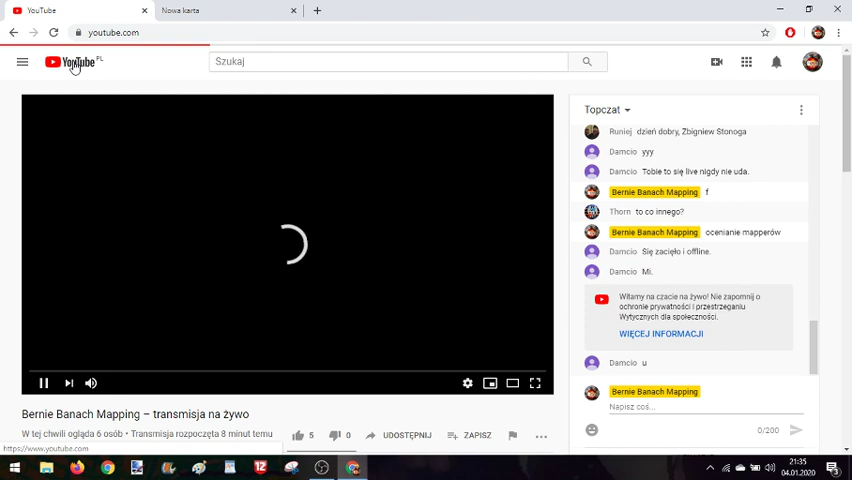 YouTube
Nowa karta
youtube.com
YouTube PL
Szukaj
Topczat
Runiej dzień dobry, Zbigniew Stonoga
Damcio yyy
Damcio Tobie to się live nigdy nie uda.
Bernie Banach Mapping f
Thorn to co innego?
Bernie Banach Mapping ocenianie mapperów
Damcio Się zacięło i offline.
Damcio Mi.
Witamy na czacie na żywo! Nie zapomnij o
ochronie prywatności i przestrzeganiu
Wytycznych dla społeczności.
WIĘCEJ INFORMACJI
Damcio u
Bernie Banach Mapping
Napisz coś...
0/200
Bernie Banach Mapping – transmisja na żywo
W tej chwili ogląda 6 osób • Transmisja rozpoczęta 8 minut temu
5
0
UDOSTĘPNIJ
ZAPISZ
https://www.youtube.com
12
21:35
04.01.2020
3